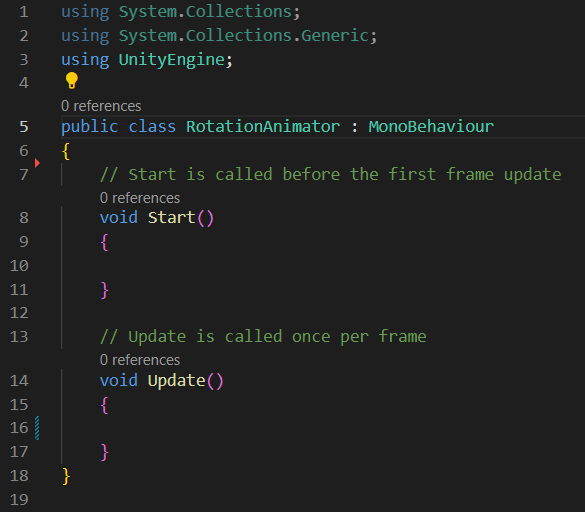 1 using System.Collections;
2 using System.Collections.Generic;
3 using UnityEngine;
4
0 references
5 public class RotationAnimator : MonoBehaviour
6 {
7     // Start is called before the first frame update
0 references
8     void Start()
9     {
10
11     }
12
13     // Update is called once per frame
0 references
14     void Update()
15     {
16
17     }
18 }
19